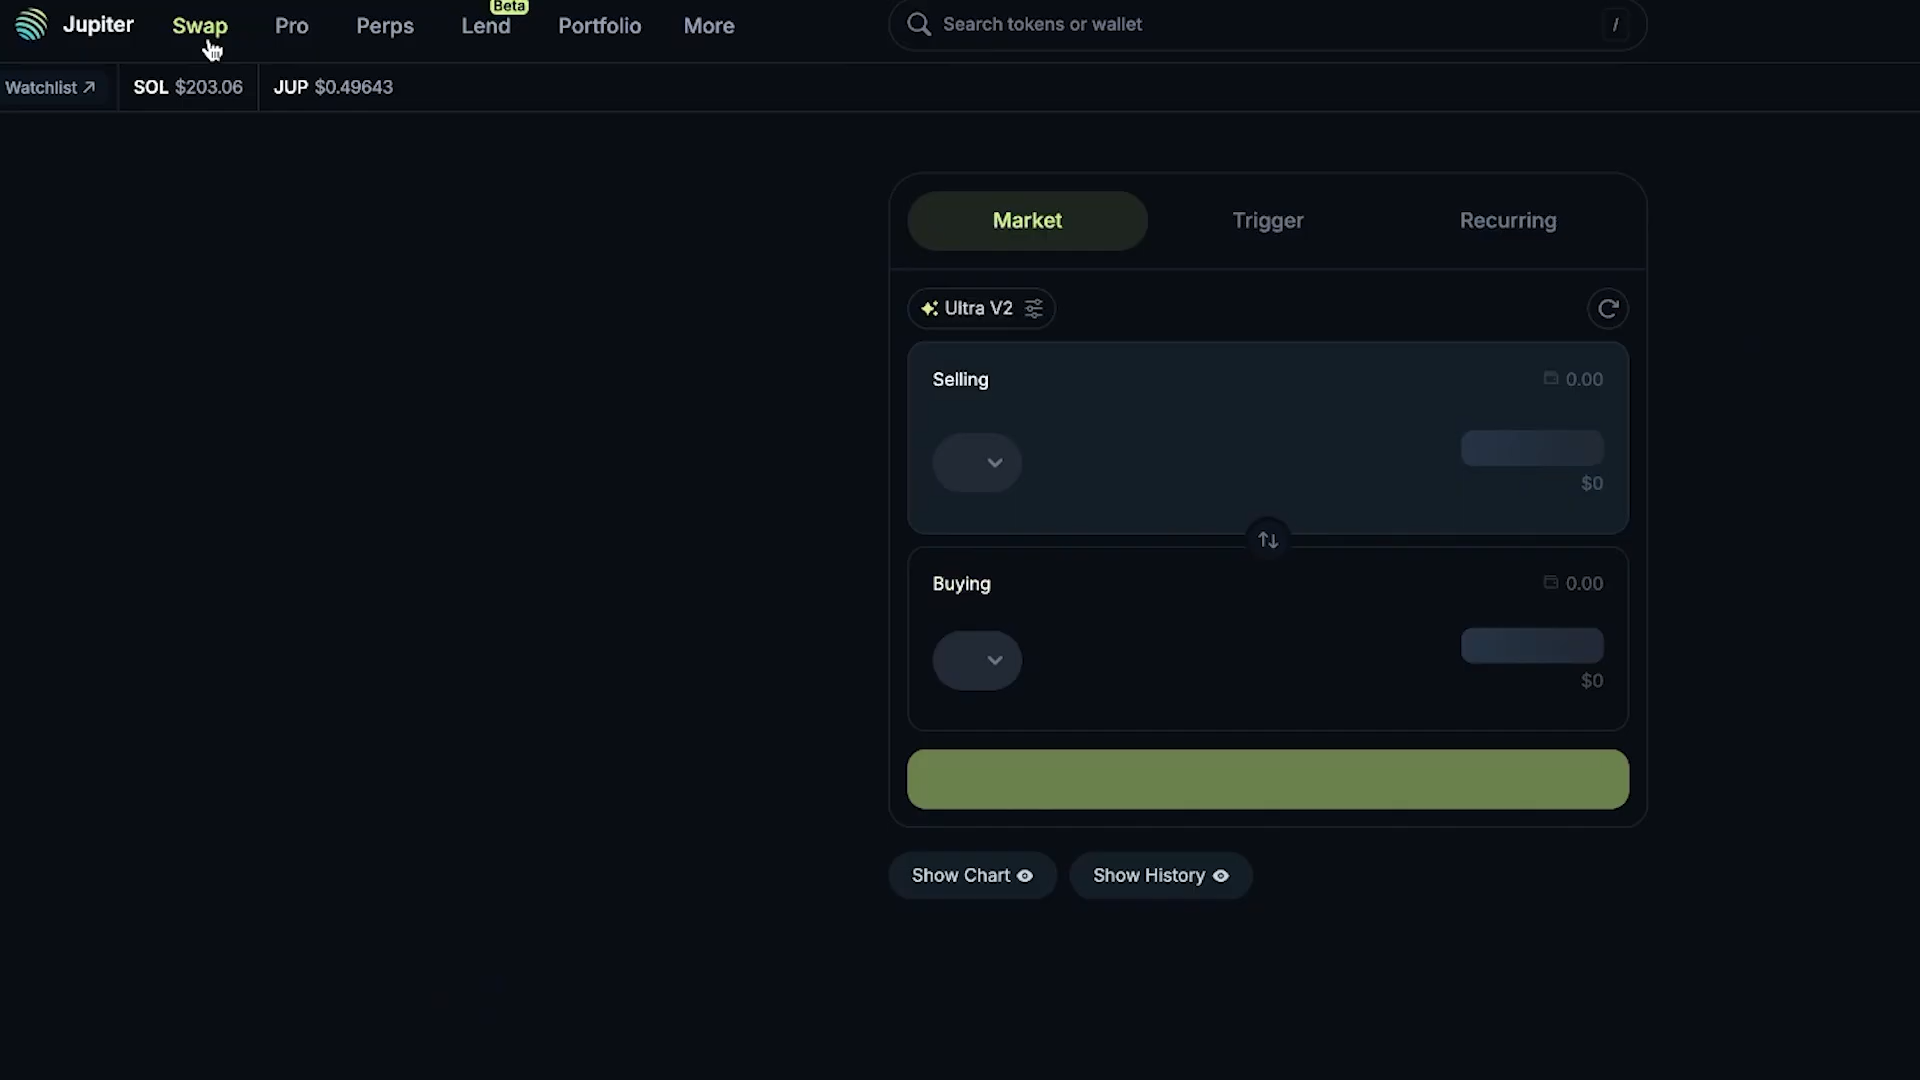 Jupiter
Swap
Pro
Perps
Lend
Beta
Portfolio
More
Search tokens or wallet
/
Watchlist
SOL $203.06
JUP $0.49643
Market
Trigger
Recurring
Ultra V2
Selling
0.00
$0
Buying
0.00
$0
Show Chart
Show History